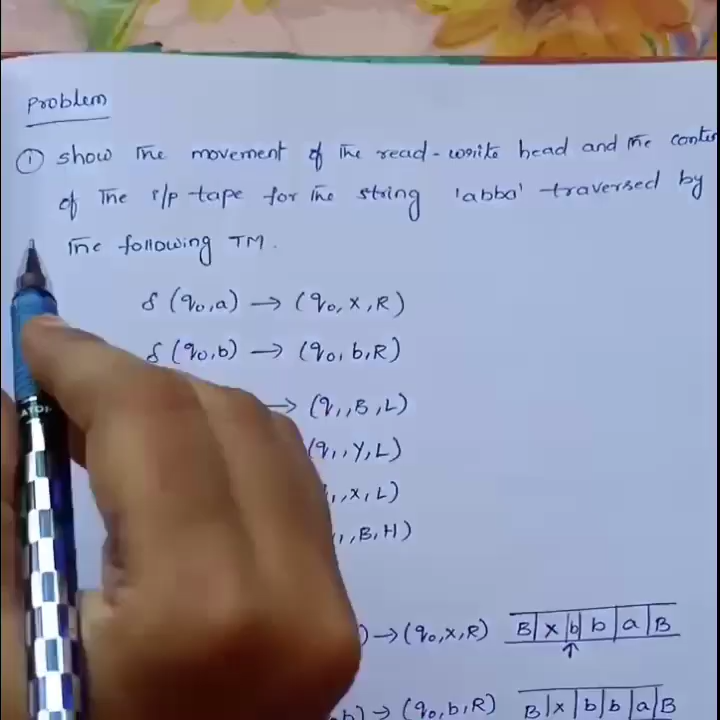 Problem
① show The movement of The read-write head and the conte
of The i/p tape for The string 'abba' traversed by
The following TM.
δ(q0,a) → (q0,x,R)
δ(q0,b) → (q0,b,R)
→ (q1,B,L)
(q1,y,L)
,x,L)
,B,H)
) → (q0,x,R) B|x|b|b|a|B
↑
b) → (q0,b,R) B|x|b|b|a|B